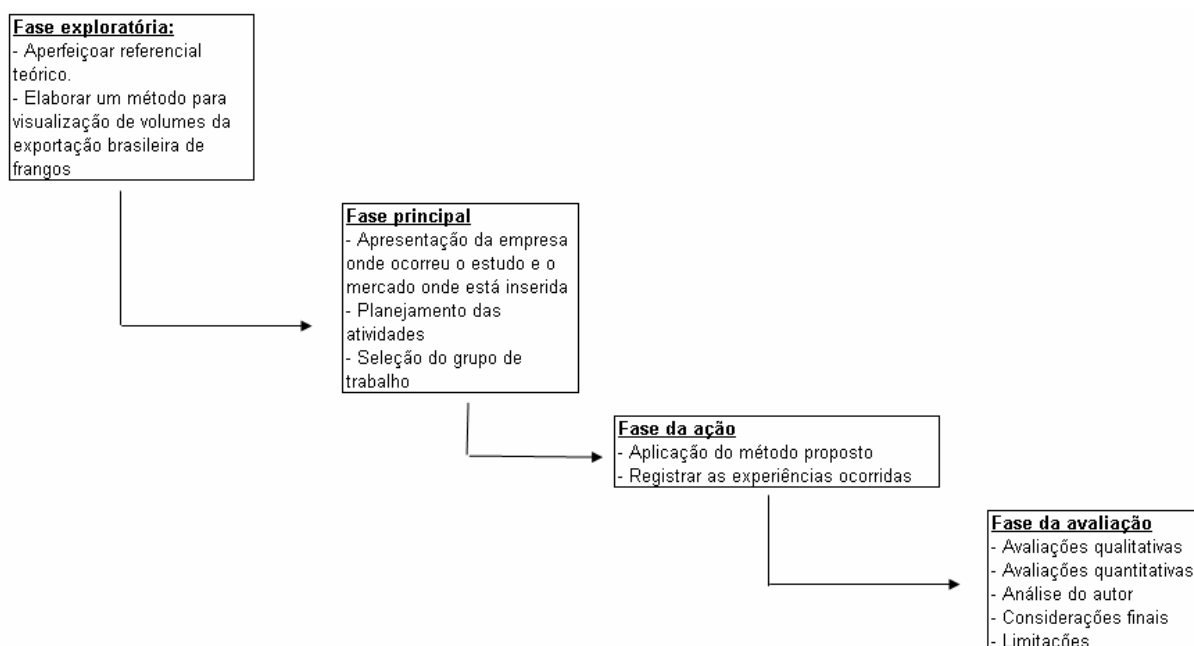 Fase exploratória:
- Aperfeiçoar referencial
teórico.
- Elaborar um método para
visualização de volumes da
exportação brasileira de
frangos
Fase principal
- Apresentação da empresa
onde ocorreu o estudo e o
mercado onde está inserida
- Planejamento das
atividades
- Seleção do grupo de
trabalho
Fase da ação
- Aplicação do método proposto
- Registrar as experiências ocorridas
Fase da avaliação
- Avaliações qualitativas
- Avaliações quantitativas
- Análise do autor
- Considerações finais
- Limitações